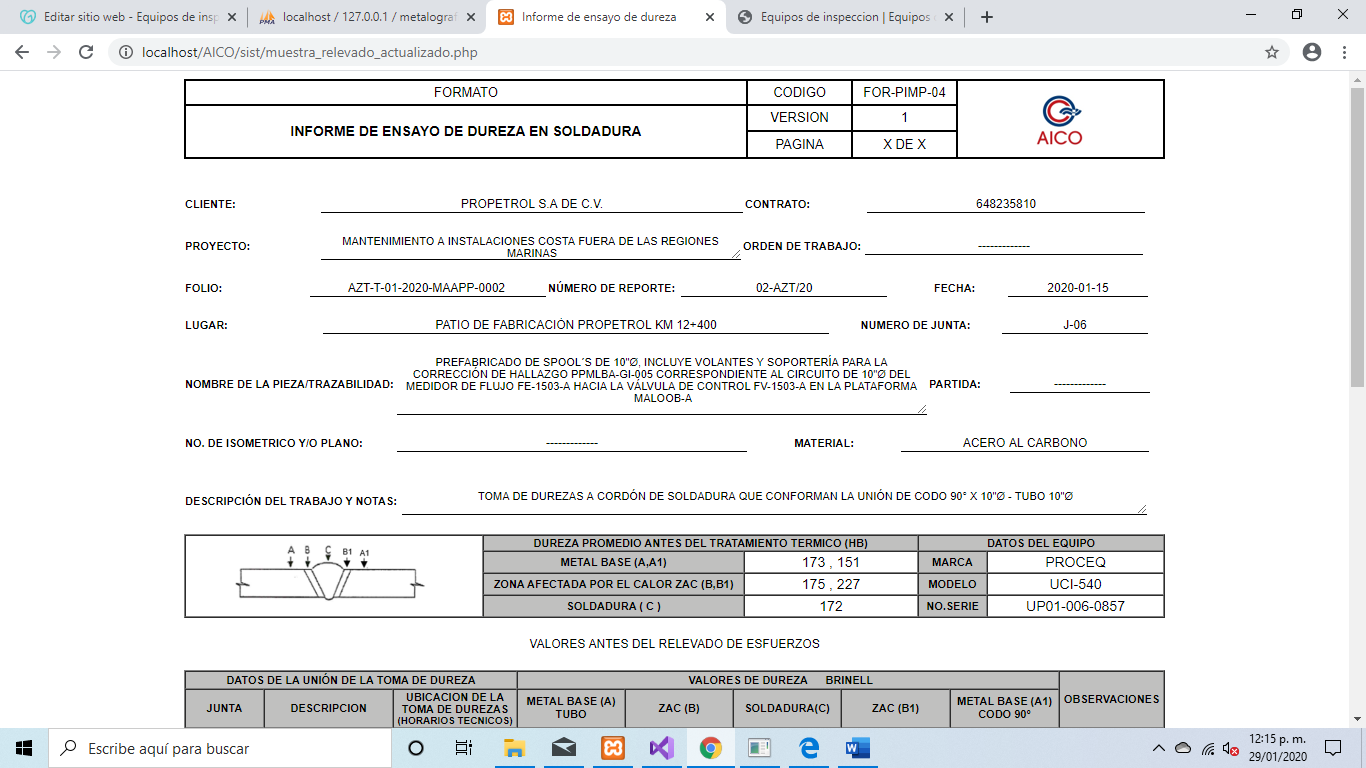 Editar sitio web - Equipos de insp
localhost / 127.0.0.1 / metalograf
Informe de ensayo de dureza
Equipos de inspeccion | Equipos
localhost/AICO/sist/muestra_relevado_actualizado.php
FORMATO CODIGO FOR-PIMP-04
INFORME DE ENSAYO DE DUREZA EN SOLDADURA
VERSION 1
PAGINA X DE X
AICO
CLIENTE: PROPETROL S.A DE C.V. CONTRATO: 648235810
PROYECTO: MANTENIMIENTO A INSTALACIONES COSTA FUERA DE LAS REGIONES
MARINAS
ORDEN DE TRABAJO: -------------
FOLIO: AZT-T-01-2020-MAAPP-0002 NÚMERO DE REPORTE: 02-AZT/20 FECHA: 2020-01-15
LUGAR: PATIO DE FABRICACIÓN PROPETROL KM 12+400 NUMERO DE JUNTA: J-06
NOMBRE DE LA PIEZA/TRAZABILIDAD:
PREFABRICADO DE SPOOL´S DE 10"Ø, INCLUYE VOLANTES Y SOPORTERÍA PARA LA
CORRECCIÓN DE HALLAZGO PPMLBA-GI-005 CORRESPONDIENTE AL CIRCUITO DE 10"Ø DEL
MEDIDOR DE FLUJO FE-1503-A HACIA LA VÁLVULA DE CONTROL FV-1503-A EN LA PLATAFORMA
MALOOB-A
PARTIDA: -------------
NO. DE ISOMETRICO Y/O PLANO: ------------- MATERIAL: ACERO AL CARBONO
DESCRIPCIÓN DEL TRABAJO Y NOTAS: TOMA DE DUREZAS A CORDÓN DE SOLDADURA QUE CONFORMAN LA UNIÓN DE CODO 90° X 10"Ø - TUBO 10"Ø
A B C B1 A1
DUREZA PROMEDIO ANTES DEL TRATAMIENTO TERMICO (HB) DATOS DEL EQUIPO
METAL BASE (A,A1) 173 , 151 MARCA PROCEQ
ZONA AFECTADA POR EL CALOR ZAC (B,B1) 175 , 227 MODELO UCI-540
SOLDADURA ( C ) 172 NO.SERIE UP01-006-0857
VALORES ANTES DEL RELEVADO DE ESFUERZOS
DATOS DE LA UNIÓN DE LA TOMA DE DUREZA VALORES DE DUREZA BRINELL OBSERVACIONES
JUNTA DESCRIPCION
UBICACION DE LA
TOMA DE DUREZAS
(HORARIOS TECNICOS)
METAL BASE (A)
TUBO
ZAC (B) SOLDADURA(C) ZAC (B1)
METAL BASE (A1)
CODO 90°
Escribe aquí para buscar
12:15 p. m.
29/01/2020